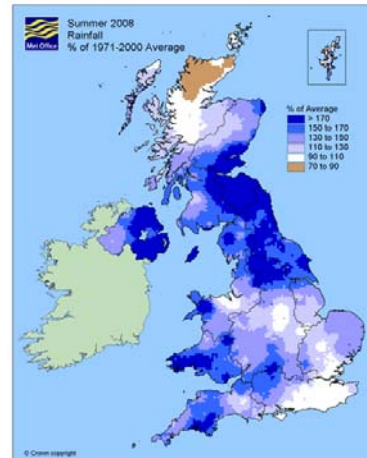 Met Office
Summer 2008
Rainfall
% of 1971-2000 Average
% of Average
> 170
150 to 170
130 to 150
110 to 130
90 to 110
70 to 90
© Crown copyright